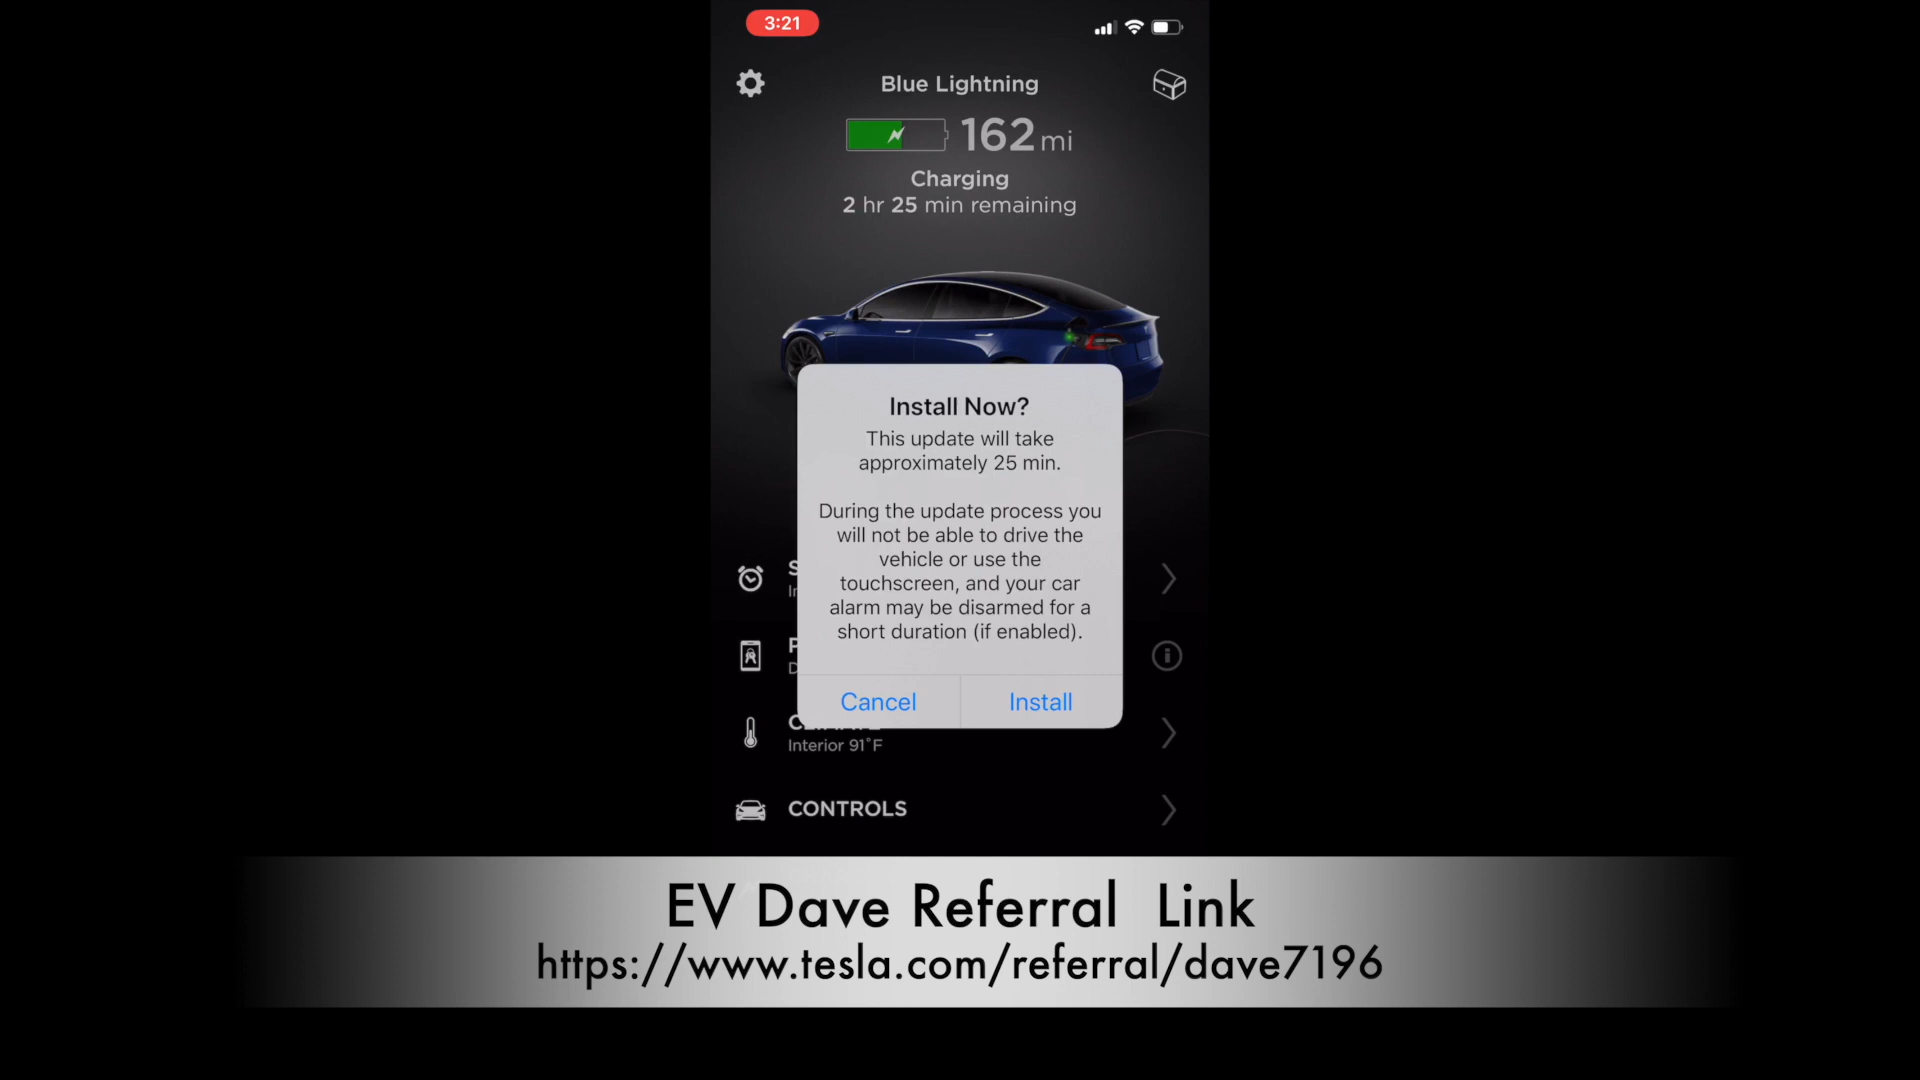 3:21
Blue Lightning
162 mi
Charging
2 hr 25 min remaining
Install Now?
This update will take
approximately 25 min.
During the update process you
will not be able to drive the
vehicle or use the
touchscreen, and your car
alarm may be disarmed for a
short duration (if enabled).
Cancel Install
Interior 91°F
CONTROLS
EV Dave Referral Link
https://www.tesla.com/referral/dave7196